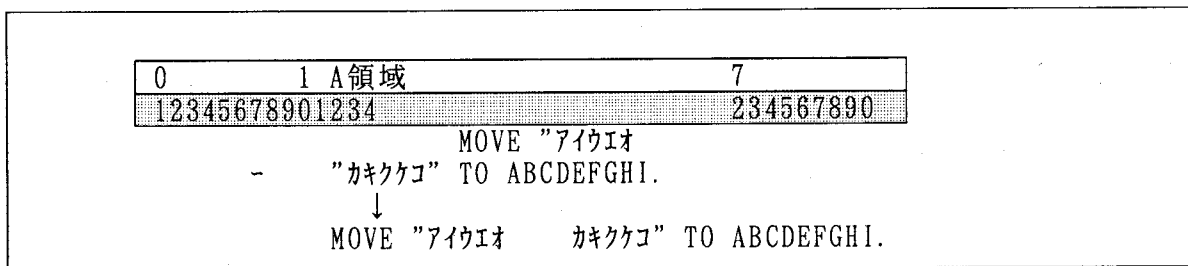 0 1 A領域 7
12345678901234 234567890
MOVE ”アイウエオ
- ”カキクケコ” TO ABCDEFGHI.
↓
MOVE ”アイウエオ カキクケコ” TO ABCDEFGHI.